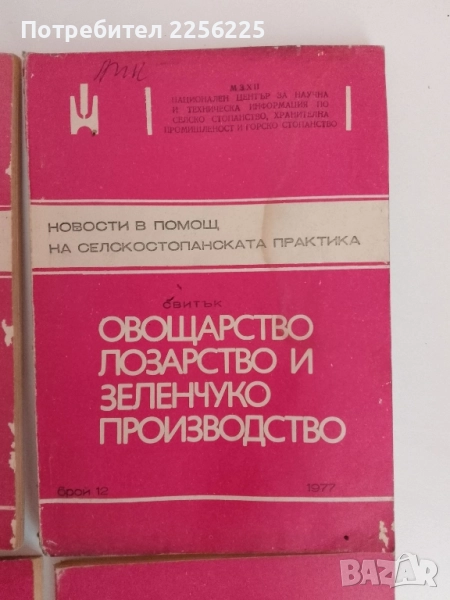 Потребител 2256225
АПК
МЗХП
НАЦИОНАЛЕН ЦЕНТЪР ЗА НАУЧНА
И ТЕХНИЧЕСКА ИНФОРМАЦИЯ ПО
СЕЛСКО СТОПАНСТВО, ХРАНИТЕЛНА
ПРОМИШЛЕНОСТ И ГОРСКО СТОПАНСТВО
НОВОСТИ В ПОМОЩ
НА СЕЛСКОСТОПАНСКАТА ПРАКТИКА
свитък
ОВОЩАРСТВО
ЛОЗАРСТВО И
ЗЕЛЕНЧУКО
ПРОИЗВОДСТВО
брой 12
1977
BAZAR